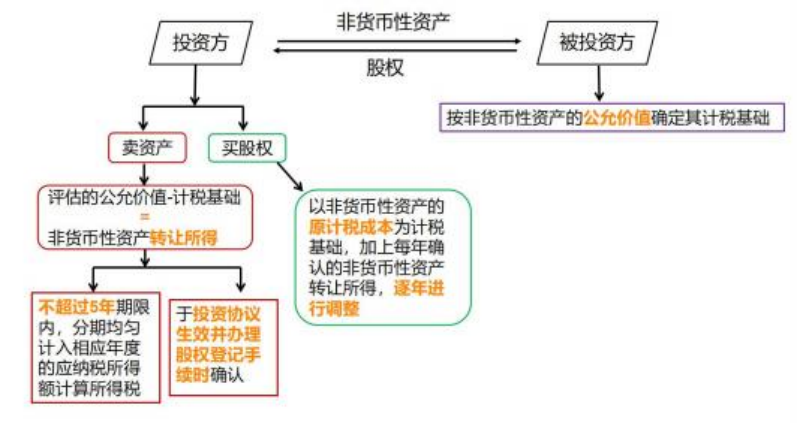 非货币性资产
投资方
被投资方
股权
按非货币性资产的公允价值确定其计税基础
卖资产
买股权
评估的公允价值-计税基础
=
非货币性资产转让所得
以非货币性资产的
原计税成本为计税
基础，加上每年确
认的非货币性资产
转让所得，逐年进
行调整
不超过5年期限
内，分期均匀
计入相应年度
的应纳税所得
额计算所得税
于投资协议
生效并办理
股权登记手
续时确认